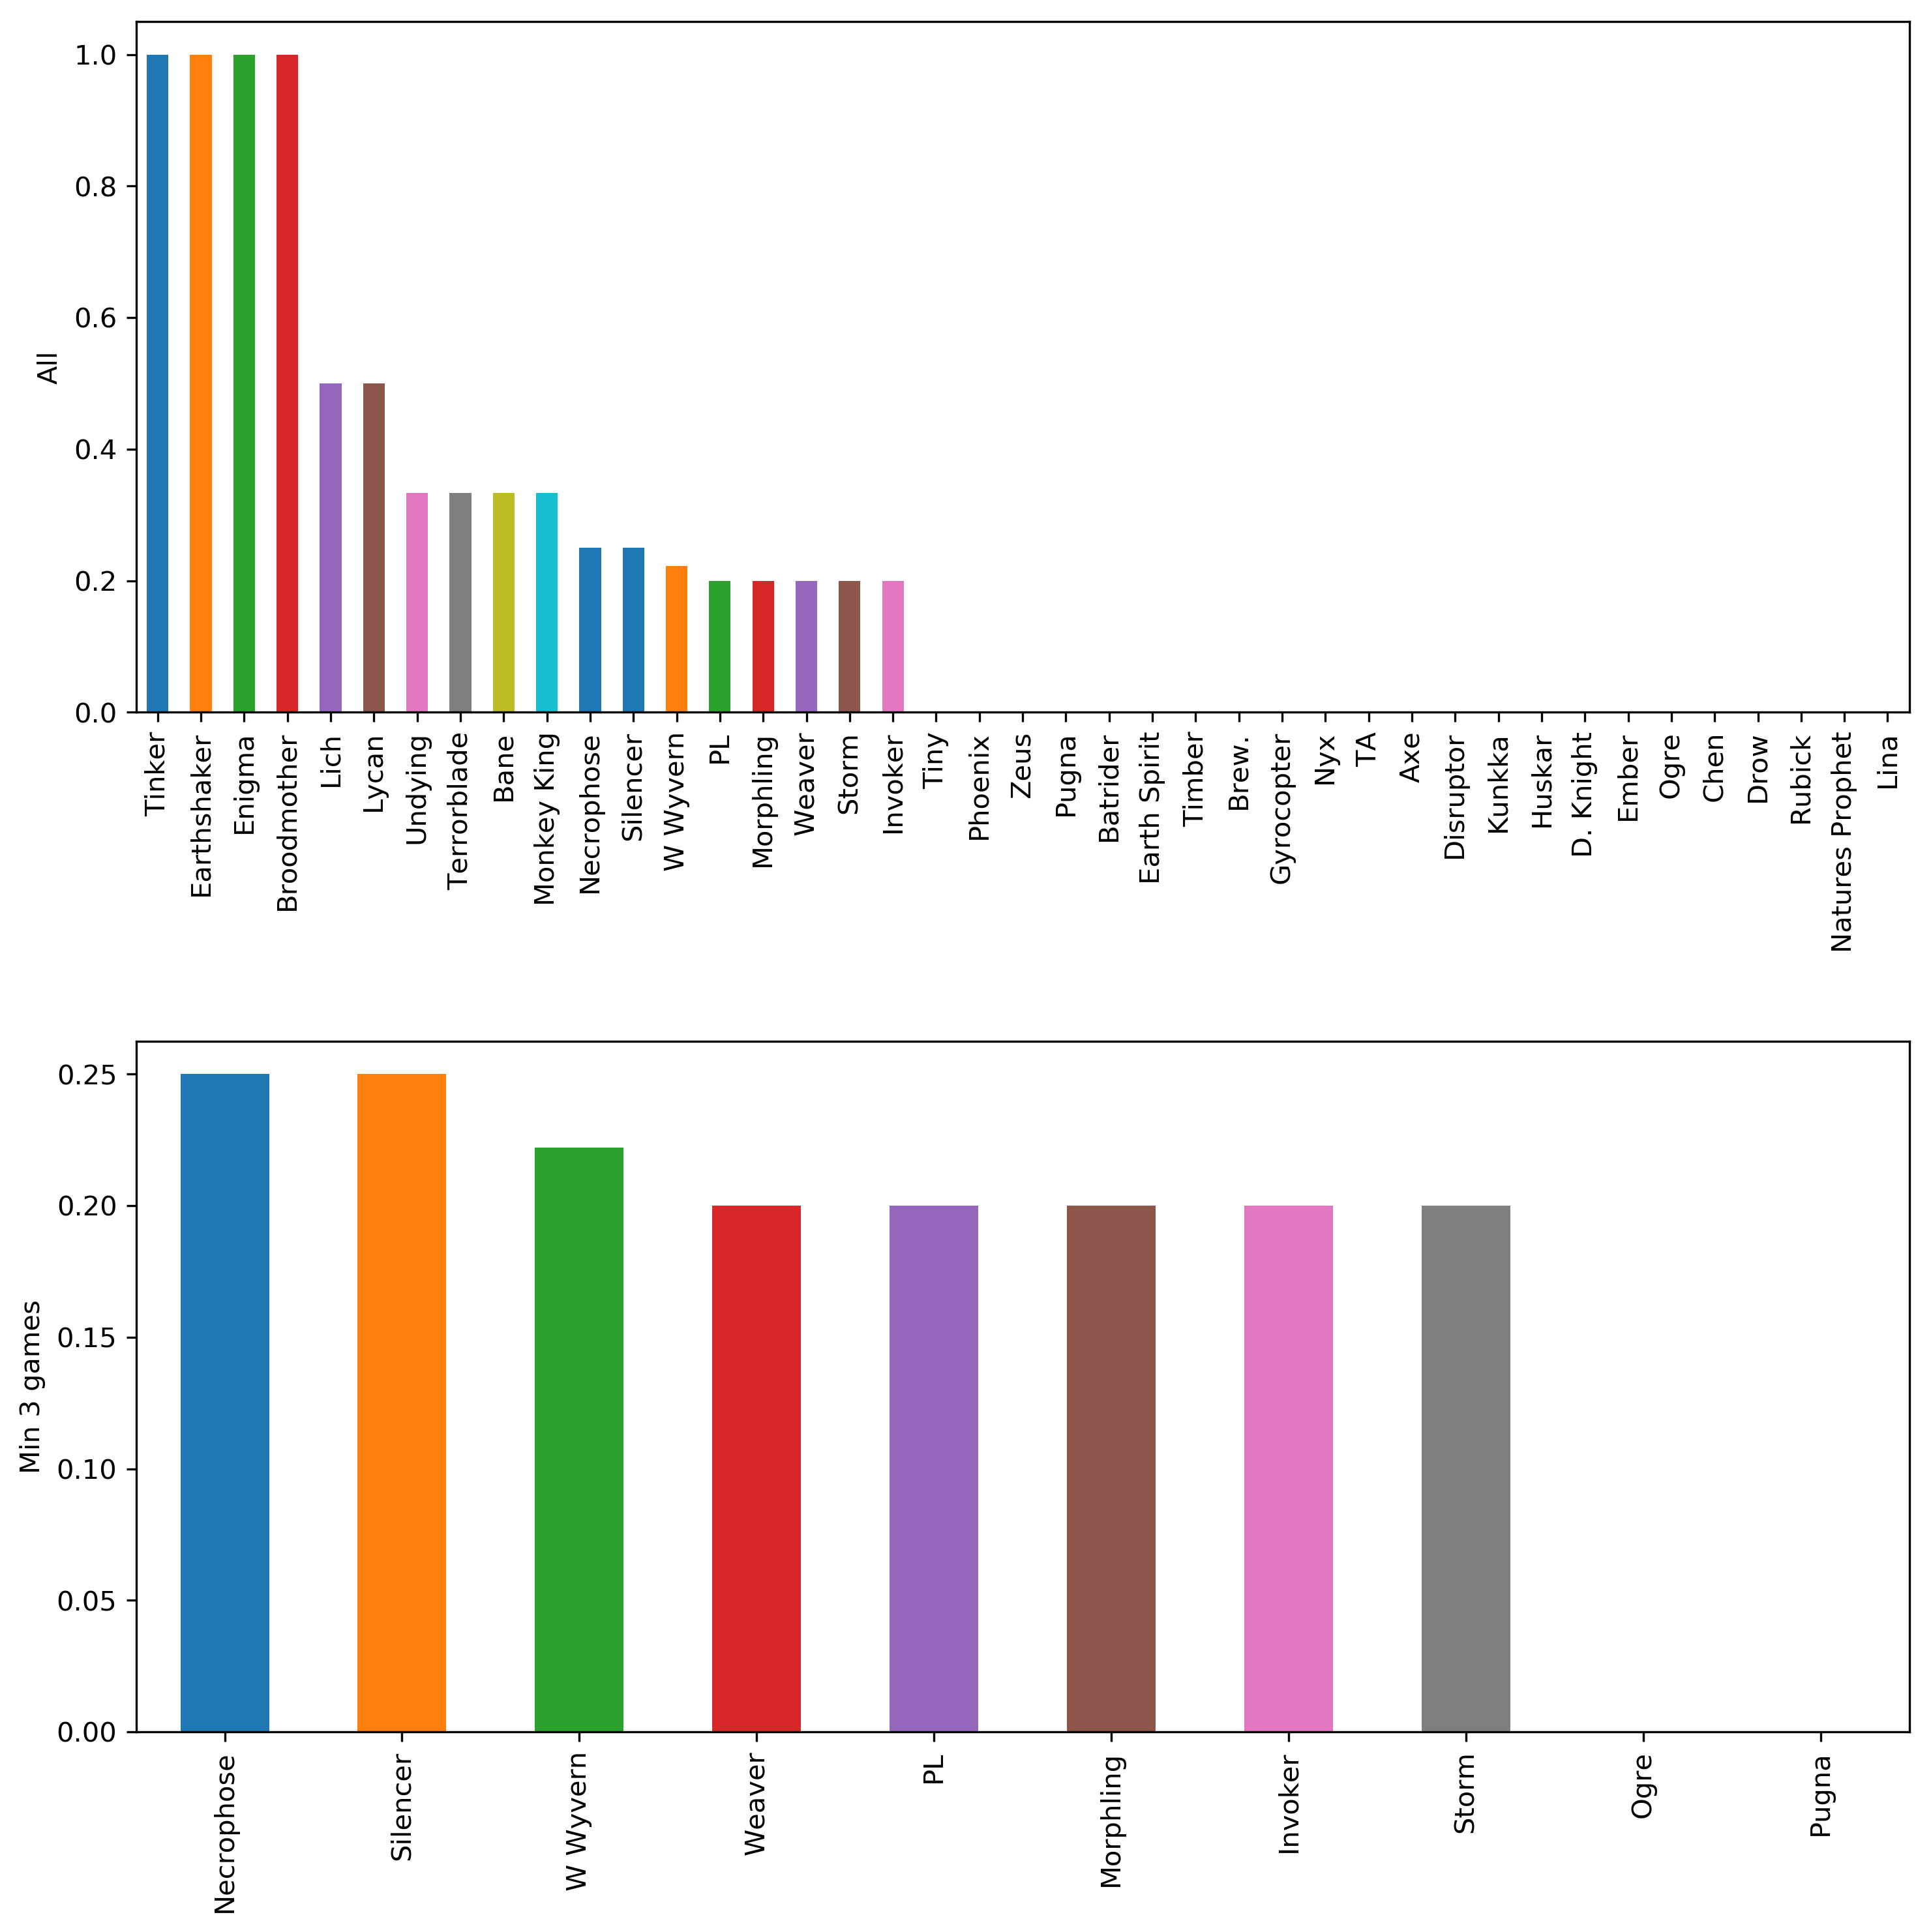 1.0
0.8
0.6
0.4
0.2
0.0
All
Tinker
Earthshaker
Enigma
Broodmother
Lich
Lycan
Undying
Terrorblade
Bane
Monkey King
Necrophose
Silencer
W Wyvern
PL
Morphling
Weaver
Storm
Invoker
Tiny
Phoenix
Zeus
Pugna
Batrider
Earth Spirit
Timber
Brew.
Gyrocopter
Nyx
TA
Axe
Disruptor
Kunkka
Huskar
D. Knight
Ember
Ogre
Chen
Drow
Rubick
Natures Prophet
Lina
0.25
0.20
0.15
0.10
0.05
0.00
Min 3 games
Necrophose
Silencer
W Wyvern
Weaver
PL
Morphling
Invoker
Storm
Ogre
Pugna